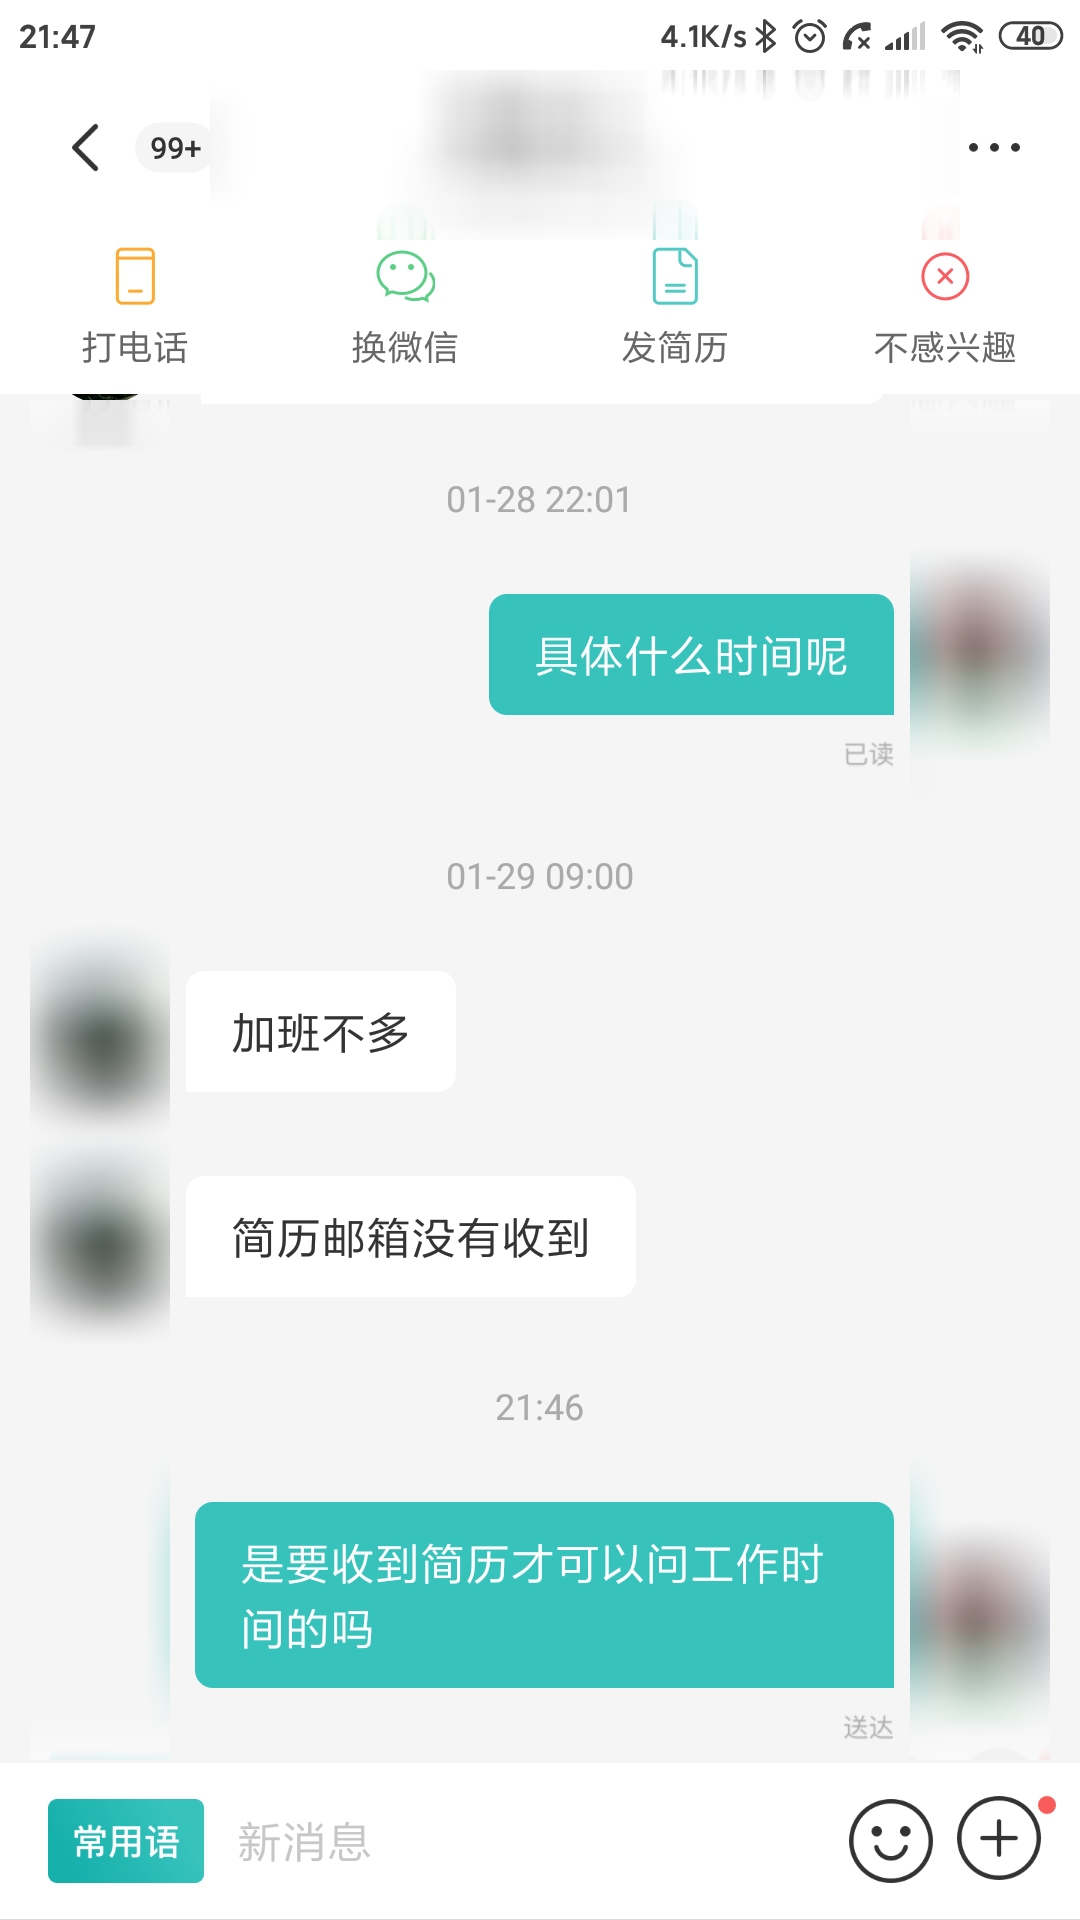 21:47 4.1K/s 40
99+
打电话 换微信 发简历 不感兴趣
01-28 22:01
具体什么时间呢
已读
01-29 09:00
加班不多
简历邮箱没有收到
21:46
是要收到简历才可以问工作时
间的吗
送达
常用语 新消息